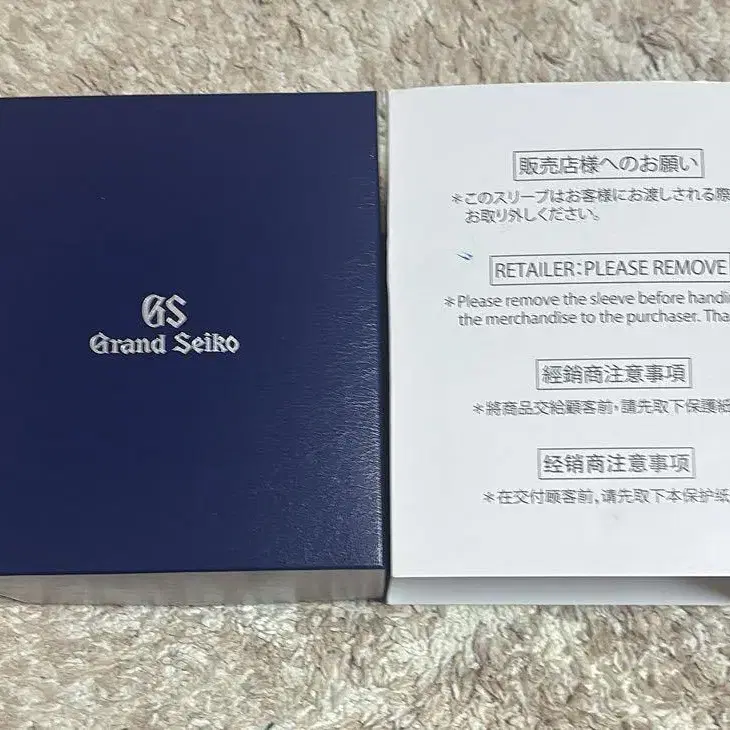 GS
Grand Seiko
販売店様へのお願い
*このスリーブはお客様にお渡しされる際
お取り外しください。
RETAILER:PLEASE REMOVE
*Please remove the sleeve before handi
the merchandise to the purchaser. Tha
經銷商注意事項
*將商品交給顧客前,請先取下保護紙
经销商注意事项
*在交付顾客前,请先取下本保护纸